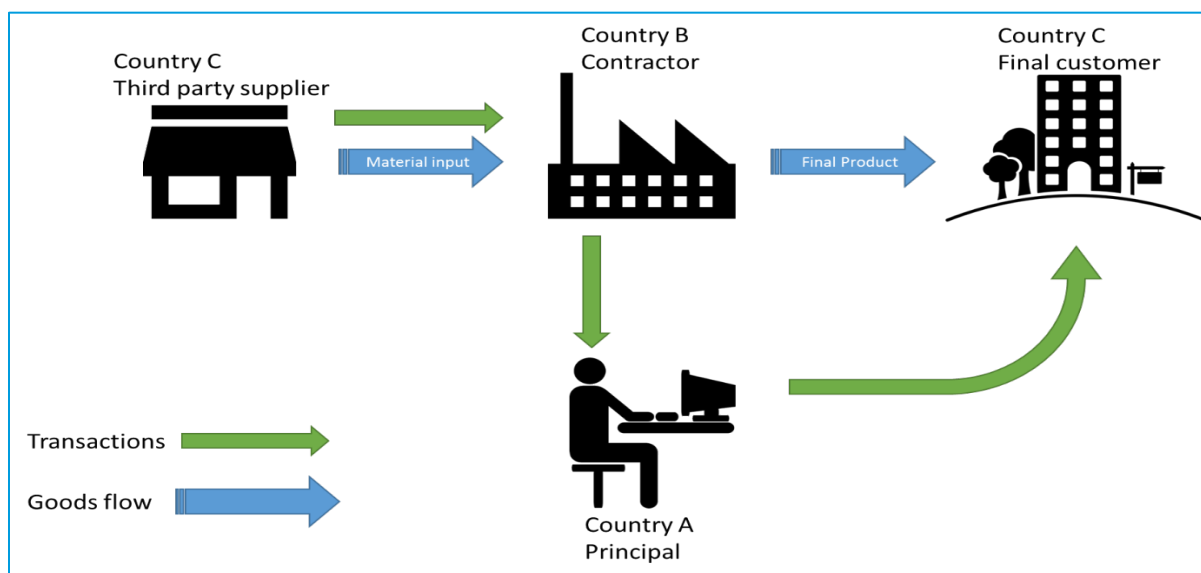 Country C
Third party supplier
Country B
Contractor
Country C
Final customer
Material input
Final Product
Transactions
Goods flow
Country A
Principal